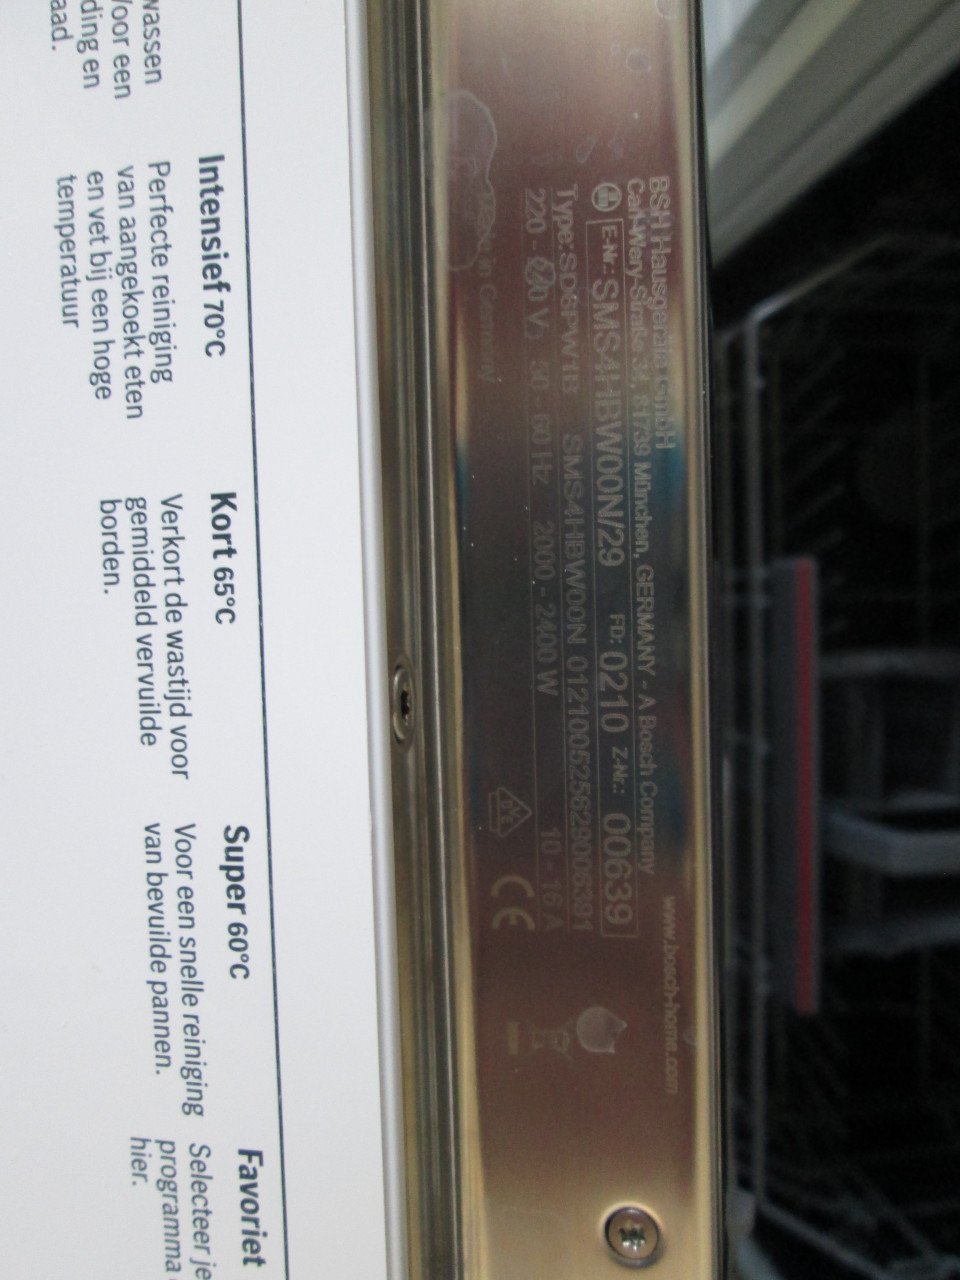 wassen
Voor een
ding en
aad.
Intensief 70°C
Perfecte reiniging
van aangekoekt eten
en vet bij een hoge
temperatuur
Kort 65°C
Verkort de wastijd voor
gemiddeld vervuilde
borden.
Super 60°C
Voor een snelle reiniging
van bevuilde pannen.
Favoriet
Selecteer je
programma
hier.
BSH Hausgeräte GmbH
Carl-Wery-Straße 34, 81739 München, GERMANY - A Bosch Company
www.bosch-home.com
E-Nr.: SMS4HBW00N/29 FD: 0210 Z-Nr.: 00639
Type: SMS4HBW00N
220 - 240 V, 50 60 Hz 2000 - 2400 W 10 - 16 A
Made in Germany
DVE CE